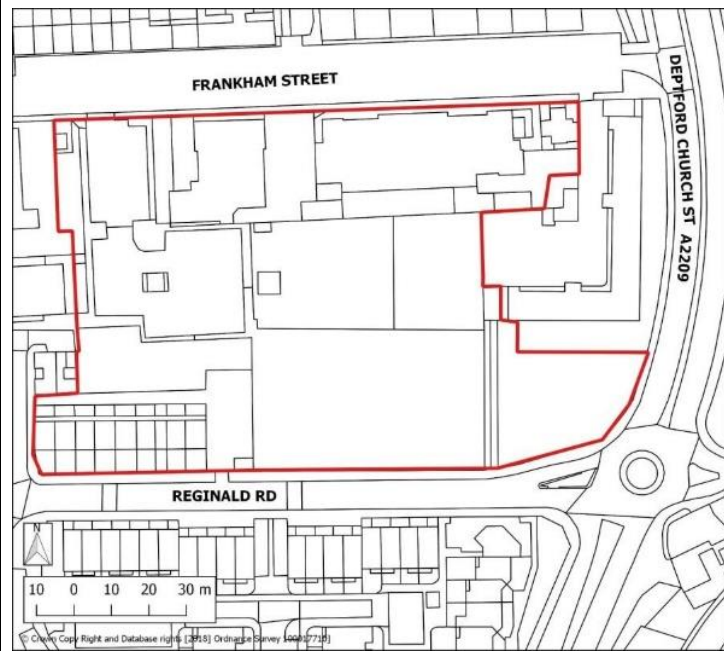 FRANKHAM STREET
DEPTFORD CHURCH ST A2209
REGINALD RD
N
10 0 10 20 30 m
© Crown Copy Right and Database rights [2018] Ordnance Survey